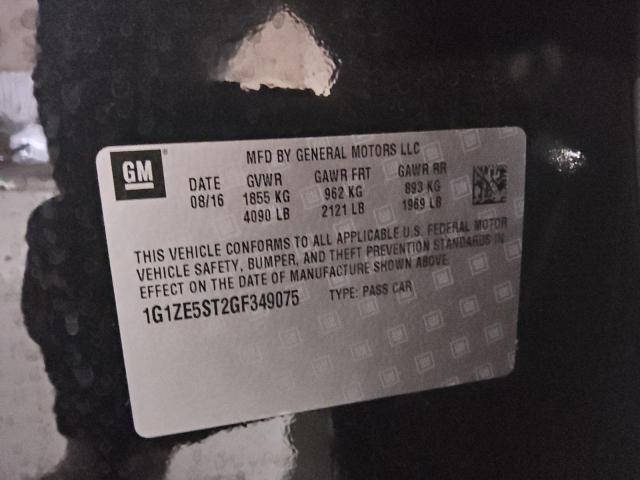 GM ® MFD BY GENERAL MOTORS LLC
DATE GVWR GAWR FRT GAWR RR
08/16 1855 KG 962 KG 893 KG
4090 LB 2121 LB 1969 LB
THIS VEHICLE CONFORMS TO ALL APPLICABLE U.S. FEDERAL MOTOR
VEHICLE SAFETY, BUMPER, AND THEFT PREVENTION STANDARDS IN
EFFECT ON THE DATE OF MANUFACTURE SHOWN ABOVE.
1G1ZE5ST2GF349075 TYPE: PASS CAR